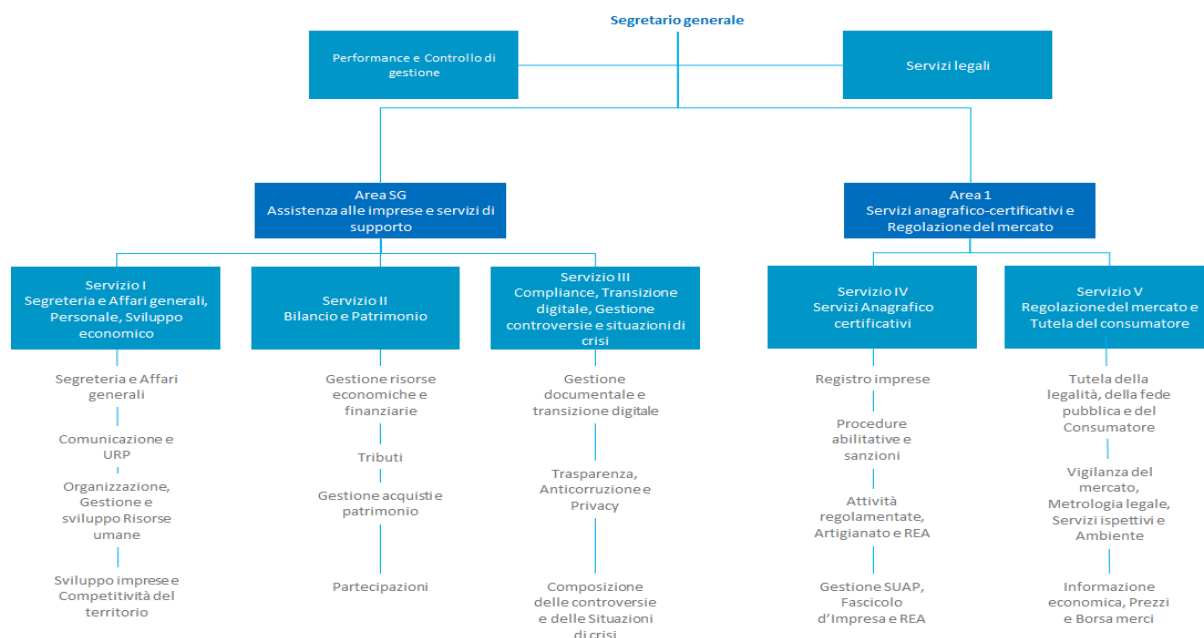 Segretario generale
Performance e Controllo di
gestione
Servizi legali
Area SG
Assistenza alle imprese e servizi di
supporto
Area 1
Servizi anagrafico-certificativi e
Regolazione del mercato
Servizio I
Segreteria e Affari generali,
Personale, Sviluppo
economico
Servizio II
Bilancio e Patrimonio
Servizio III
Compliance, Transizione
digitale, Gestione
controversie e situazioni di
crisi
Servizio IV
Servizi Anagrafico
certificativi
Servizio V
Regolazione del mercato e
Tutela del consumatore
Segreteria e Affari
generali
Comunicazione e
URP
Organizzazione,
Gestione e
sviluppo Risorse
umane
Sviluppo imprese e
Competitività del
territorio
Gestione risorse
economiche e
finanziarie
Tributi
Gestione acquisti e
patrimonio
Partecipazioni
Gestione
documentale e
transizione digitale
Trasparenza,
Anticorruzione e
Privacy
Composizione
delle controversie
e delle Situazioni
di crisi
Registro imprese
Procedure
abilitative e
sanzioni
Attività
regolamentate,
Artigianato e REA
Gestione SUAP,
Fascicolo
d'Impresa e REA
Tutela della
legalità, della fede
pubblica e del
Consumatore
Vigilanza del
mercato,
Metrologia legale,
Servizi ispettivi e
Ambiente
Informazione
economica, Prezzi
e Borsa merci